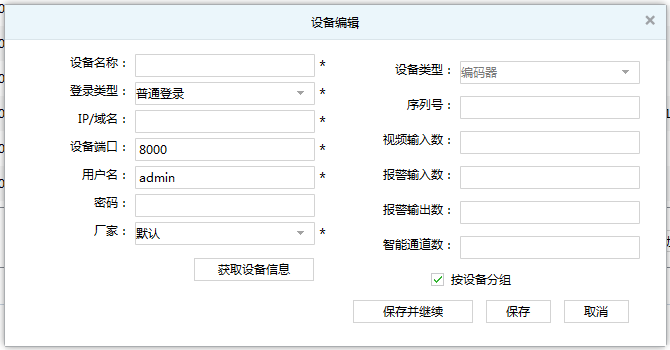 设备编辑
设备名称： *
登录类型： 普通登录 *
IP/域名： *
设备端口： 8000 *
用户名： admin *
密码：
厂家： 默认 *
获取设备信息
设备类型： 编码器
序列号：
视频输入数：
报警输入数：
报警输出数：
智能通道数：
按设备分组
保存并继续 保存 取消